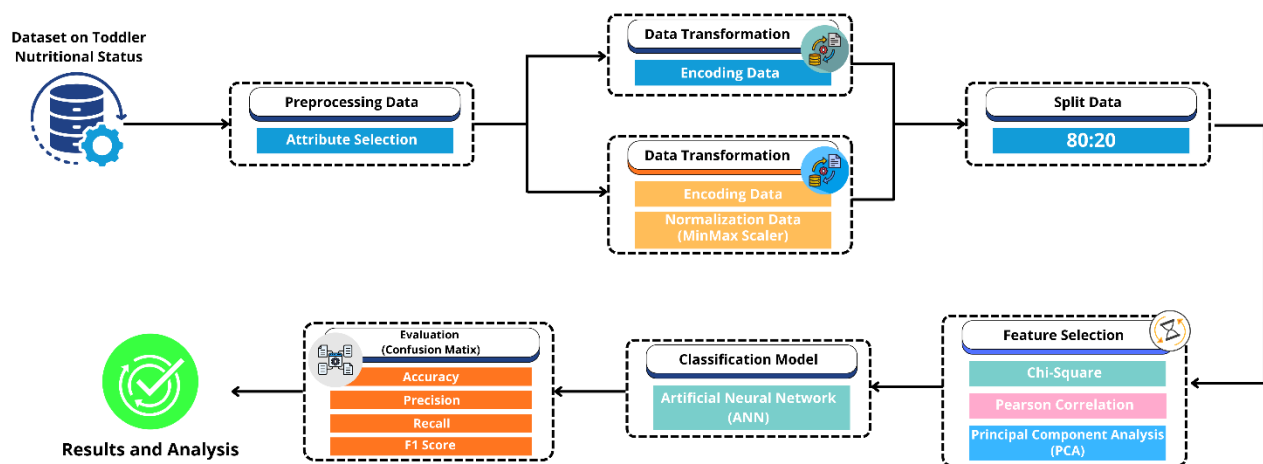 Dataset on Toddler
Nutritional Status
Preprocessing Data
Attribute Selection
Data Transformation
Encoding Data
Data Transformation
Encoding Data
Normalization Data
(MinMax Scaler)
Split Data
80:20
Feature Selection
Chi-Square
Pearson Correlation
Principal Component Analysis
(PCA)
Classification Model
Artificial Neural Network
(ANN)
Evaluation
(Confusion Matix)
Accuracy
Precision
Recall
F1 Score
Results and Analysis